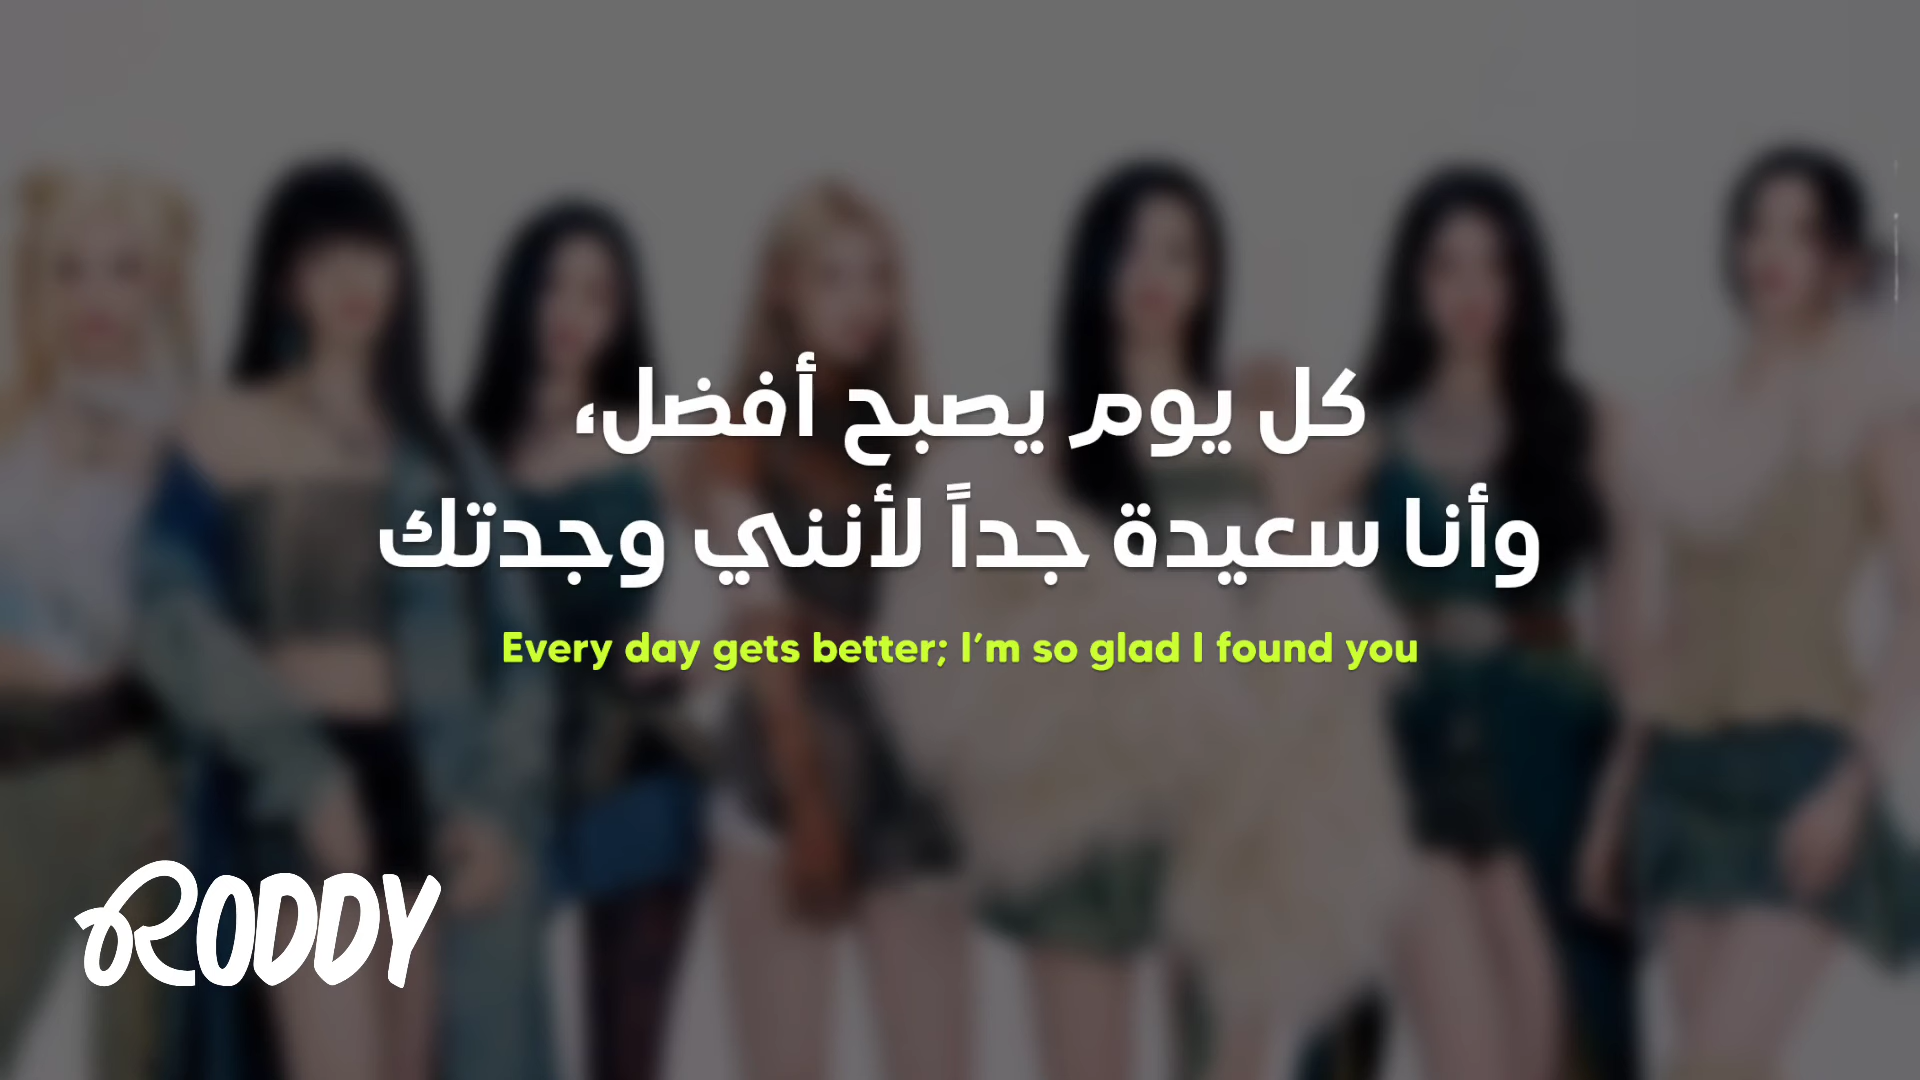 كل يوم يصبح أفضل،
وأنا سعيدة جداً لأنني وجدتك
Every day gets better; I'm so glad I found you
RODDY